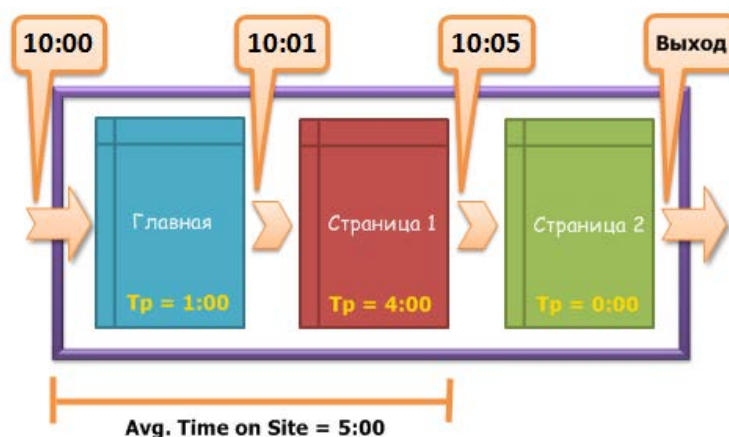 10:00
10:01
10:05
Выход
Главная
Страница 1
Страница 2
Tp = 1:00
Tp = 4:00
Tp = 0:00
Avg. Time on Site = 5:00